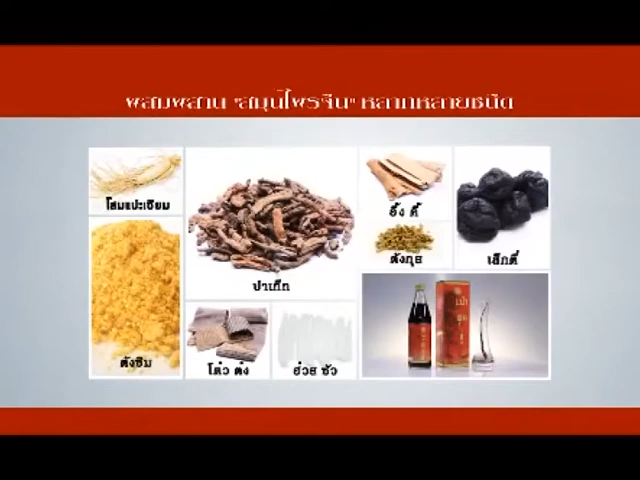 ผสมผสาน "สมุนไพรจีน" หลากหลายชนิด
โสมแปะเซียม
ปาเก็ก
อึ้ง คี้
ตังกุย
เส็กตี่
ตังซิม
โต่ว ต๋ง
ฮ่วย ซัว